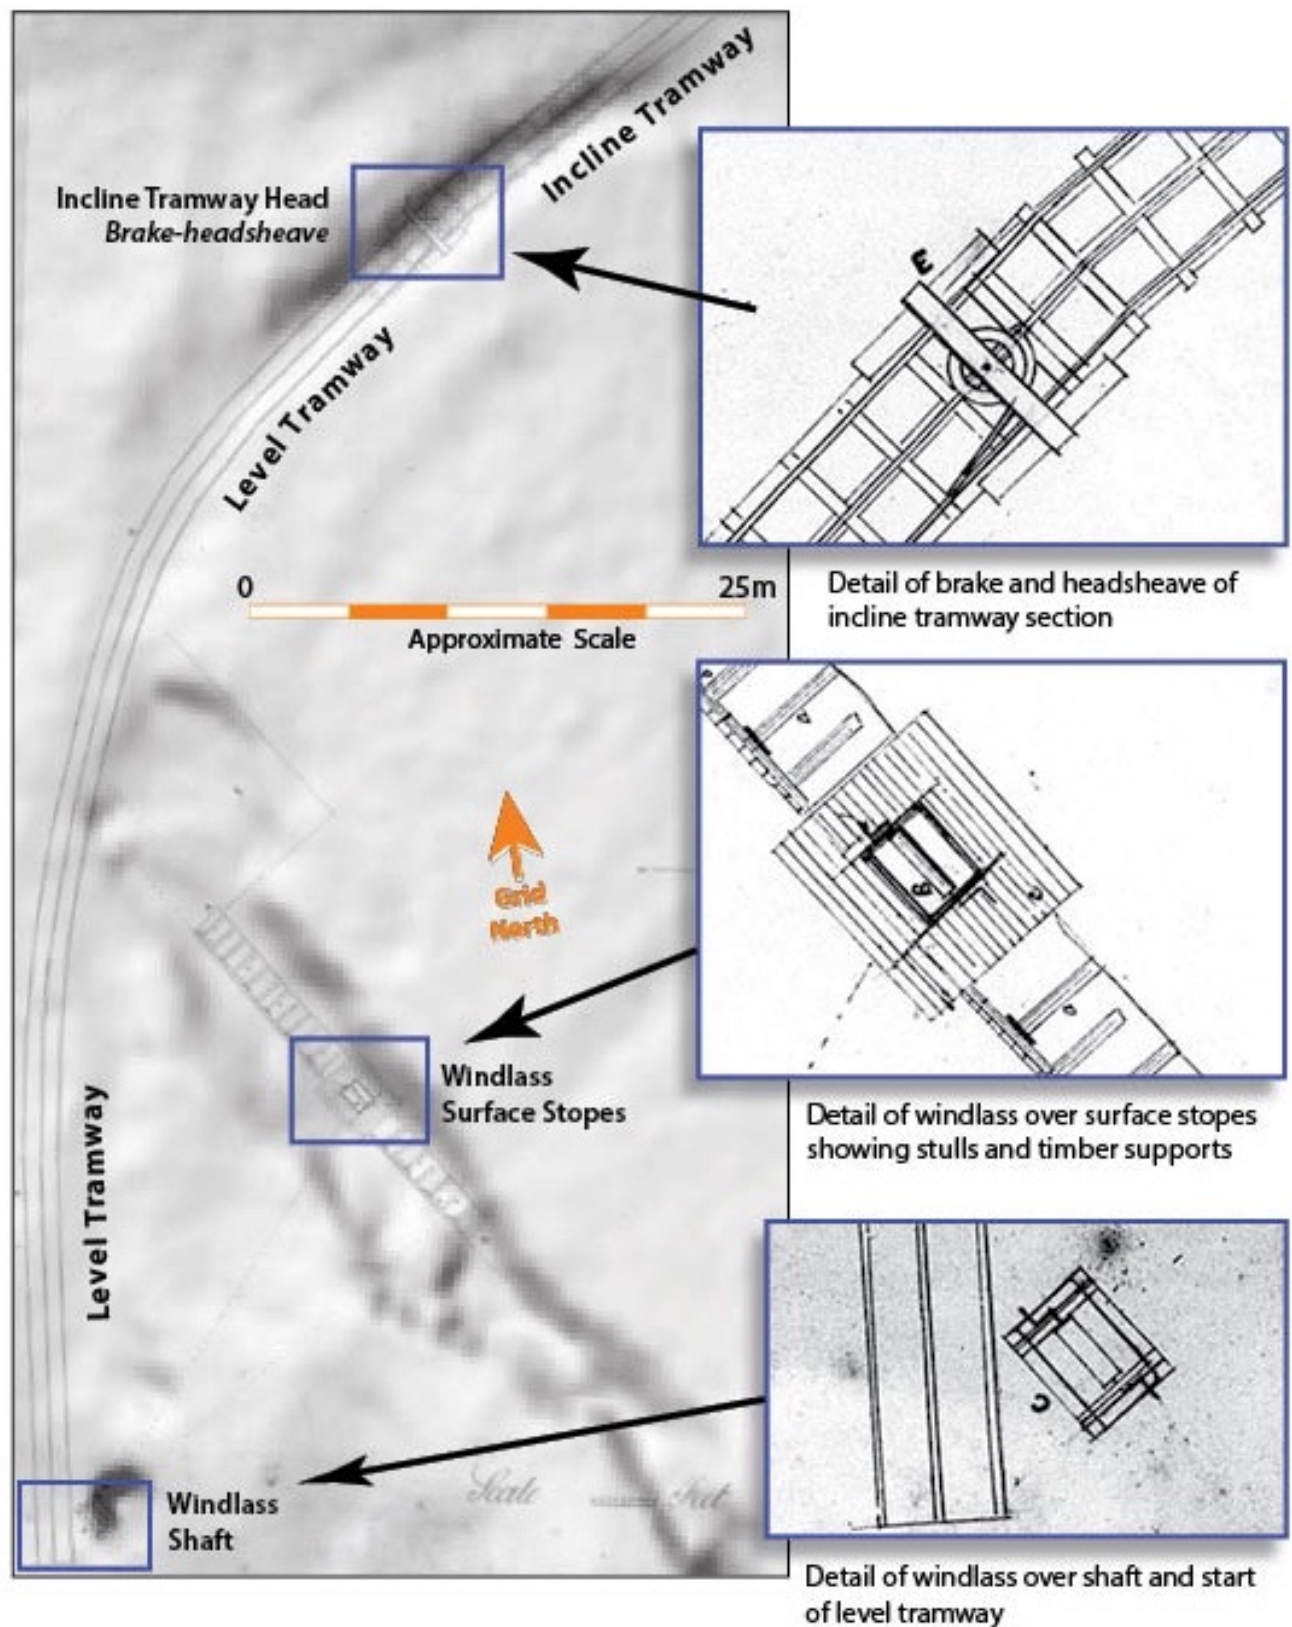 Incline Tramway
Incline Tramway Head
Brake-headsheave
E
Level Tramway
Detail of brake and headsheave of
incline tramway section
0 25m
Approximate Scale
Grid
North
Windlass
Surface Stopes
B
Detail of windlass over surface stopes
showing stulls and timber supports
Level Tramway
C
Scale Feet
Windlass
Shaft
Detail of windlass over shaft and start
of level tramway